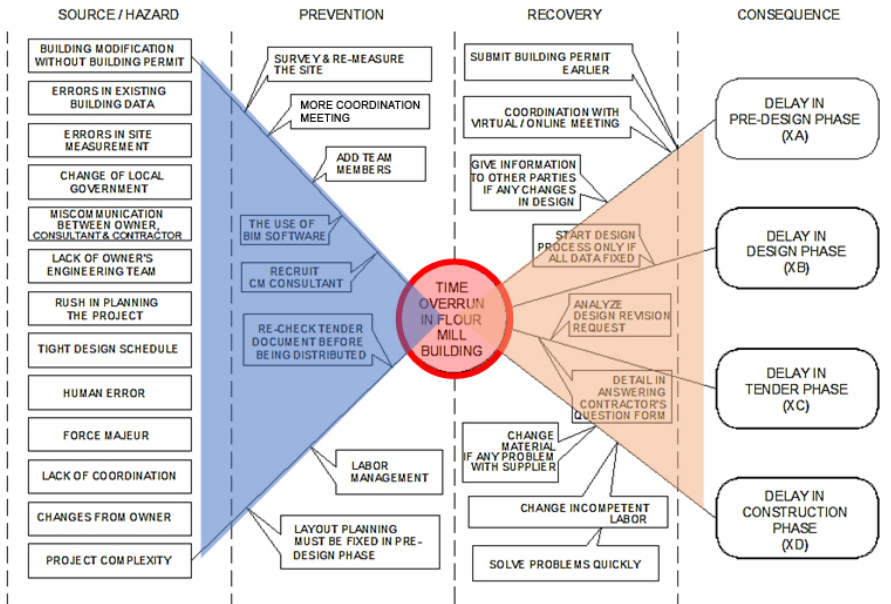 SOURCE / HAZARD
PREVENTION
RECOVERY
CONSEQUENCE
BUILDING MODIFICATION
WITHOUT BUILDING PERMIT
ERRORS IN EXISTING
BUILDING DATA
ERRORS IN SITE
MEASUREMENT
CHANGE OF LOCAL
GOVERNMENT
MISCOMMUNICATION
BETWEEN OWNER,
CONSULTANT & CONTRACTOR
LACK OF OWNER'S
ENGINEERING TEAM
RUSH IN PLANNING
THE PROJECT
TIGHT DESIGN SCHEDULE
HUMAN ERROR
FORCE MAJEUR
LACK OF COORDINATION
CHANGES FROM OWNER
PROJECT COMPLEXITY
SURVEY & RE-MEASURE
THE SITE
MORE COORDINATION
MEETING
ADD TEAM
MEMBERS
THE USE OF
BIM SOFTWARE
RECRUIT
CM CONSULTANT
RE-CHECK TENDER
DOCUMENT BEFORE
BEING DISTRIBUTED
LABOR
MANAGEMENT
LAYOUT PLANNING
MUST BE FIXED IN PRE-
DESIGN PHASE
TIME
OVERRUN
IN FLOUR
MILL
BUILDING
SUBMIT BUILDING PERMIT
EARLIER
COORDINATION WITH
VIRTUAL / ONLINE MEETING
GIVE INFORMATION
TO OTHER PARTIES
IF ANY CHANGES
IN DESIGN
START DESIGN
PROCESS ONLY IF
ALL DATA FIXED
ANALYZE
DESIGN REVISION
REQUEST
DETAIL IN
ANSWERING
CONTRACTOR'S
QUESTION FORM
CHANGE
MATERIAL
IF ANY PROBLEM
WITH SUPPLIER
CHANGE INCOMPETENT
LABOR
SOLVE PROBLEMS QUICKLY
DELAY IN
PRE-DESIGN PHASE
(XA)
DELAY IN
DESIGN PHASE
(XB)
DELAY IN
TENDER PHASE
(XC)
DELAY IN
CONSTRUCTION
PHASE
(XD)